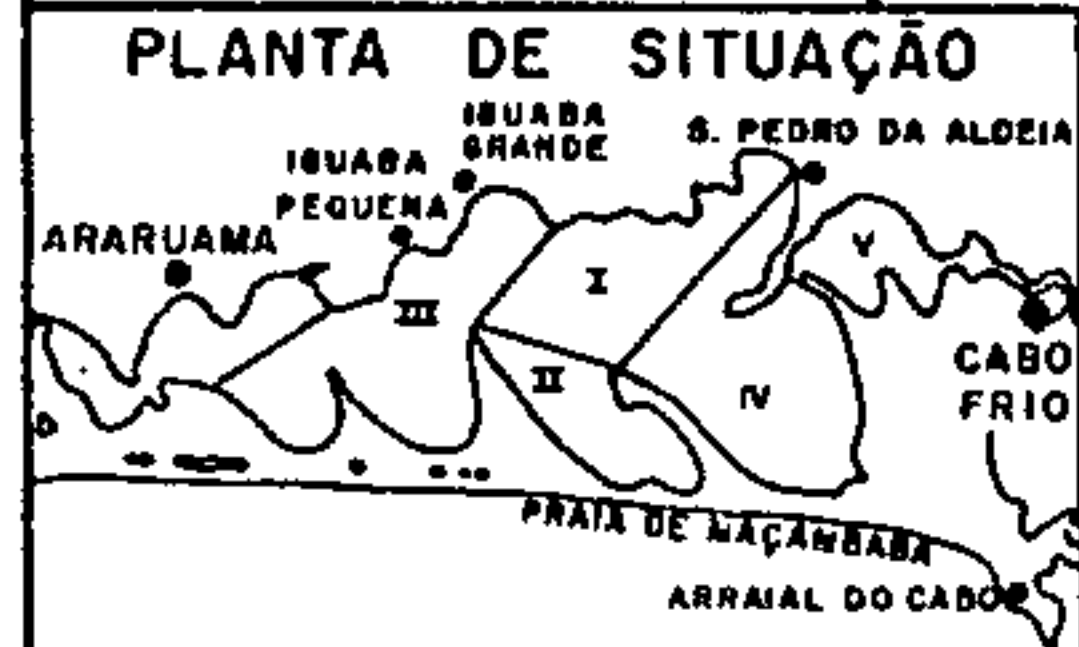 PLANTA DE SITUAÇÃO
IGUABA
GRANDE
S. PEDRO DA ALDEIA
IGUABA
PEQUENA
ARARUAMA
V
I
III
II
IV
CABO
FRIO
PRAIA DE MAÇAMBABA
ARRAIAL DO CABO